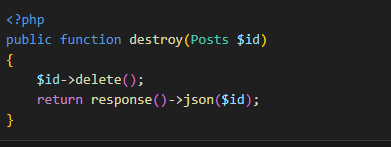 <?php
public function destroy(Posts $id)
{
    $id->delete();
    return response()->json($id);
}